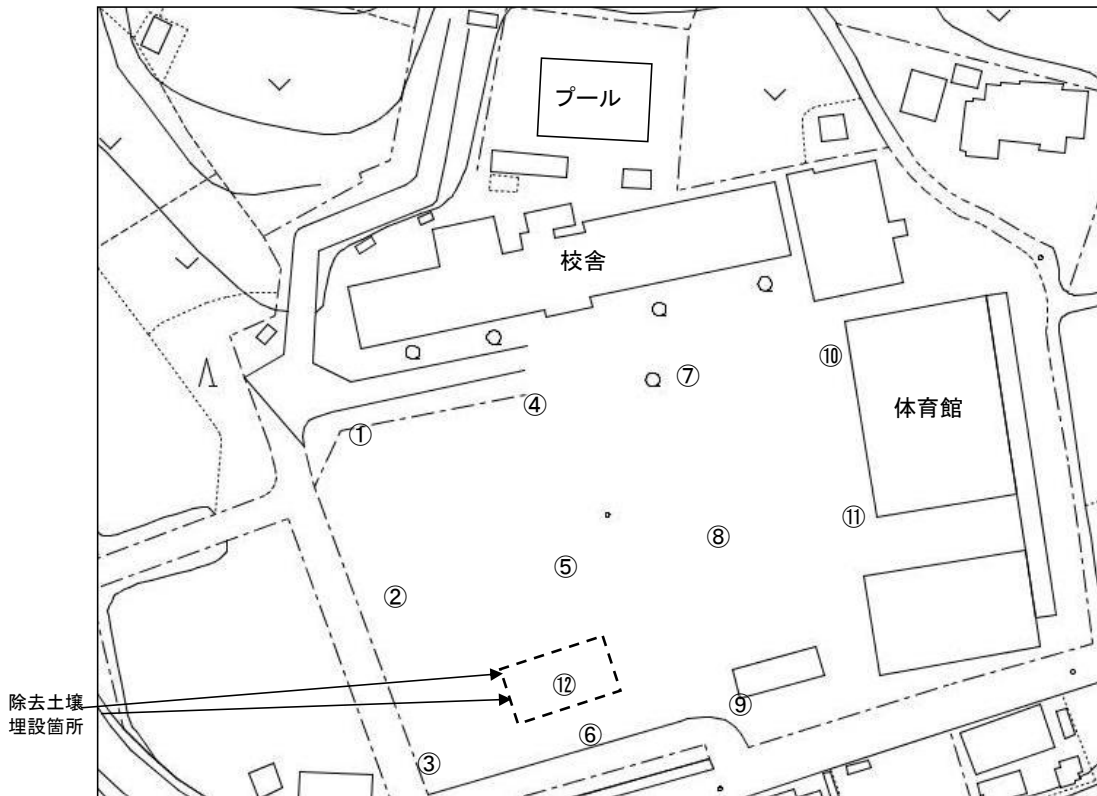 プール
校舎
⑩
⑦
④
体育館
①
⑪
⑧
⑤
②
⑫
除去土壌
埋設箇所
⑨
⑥
③